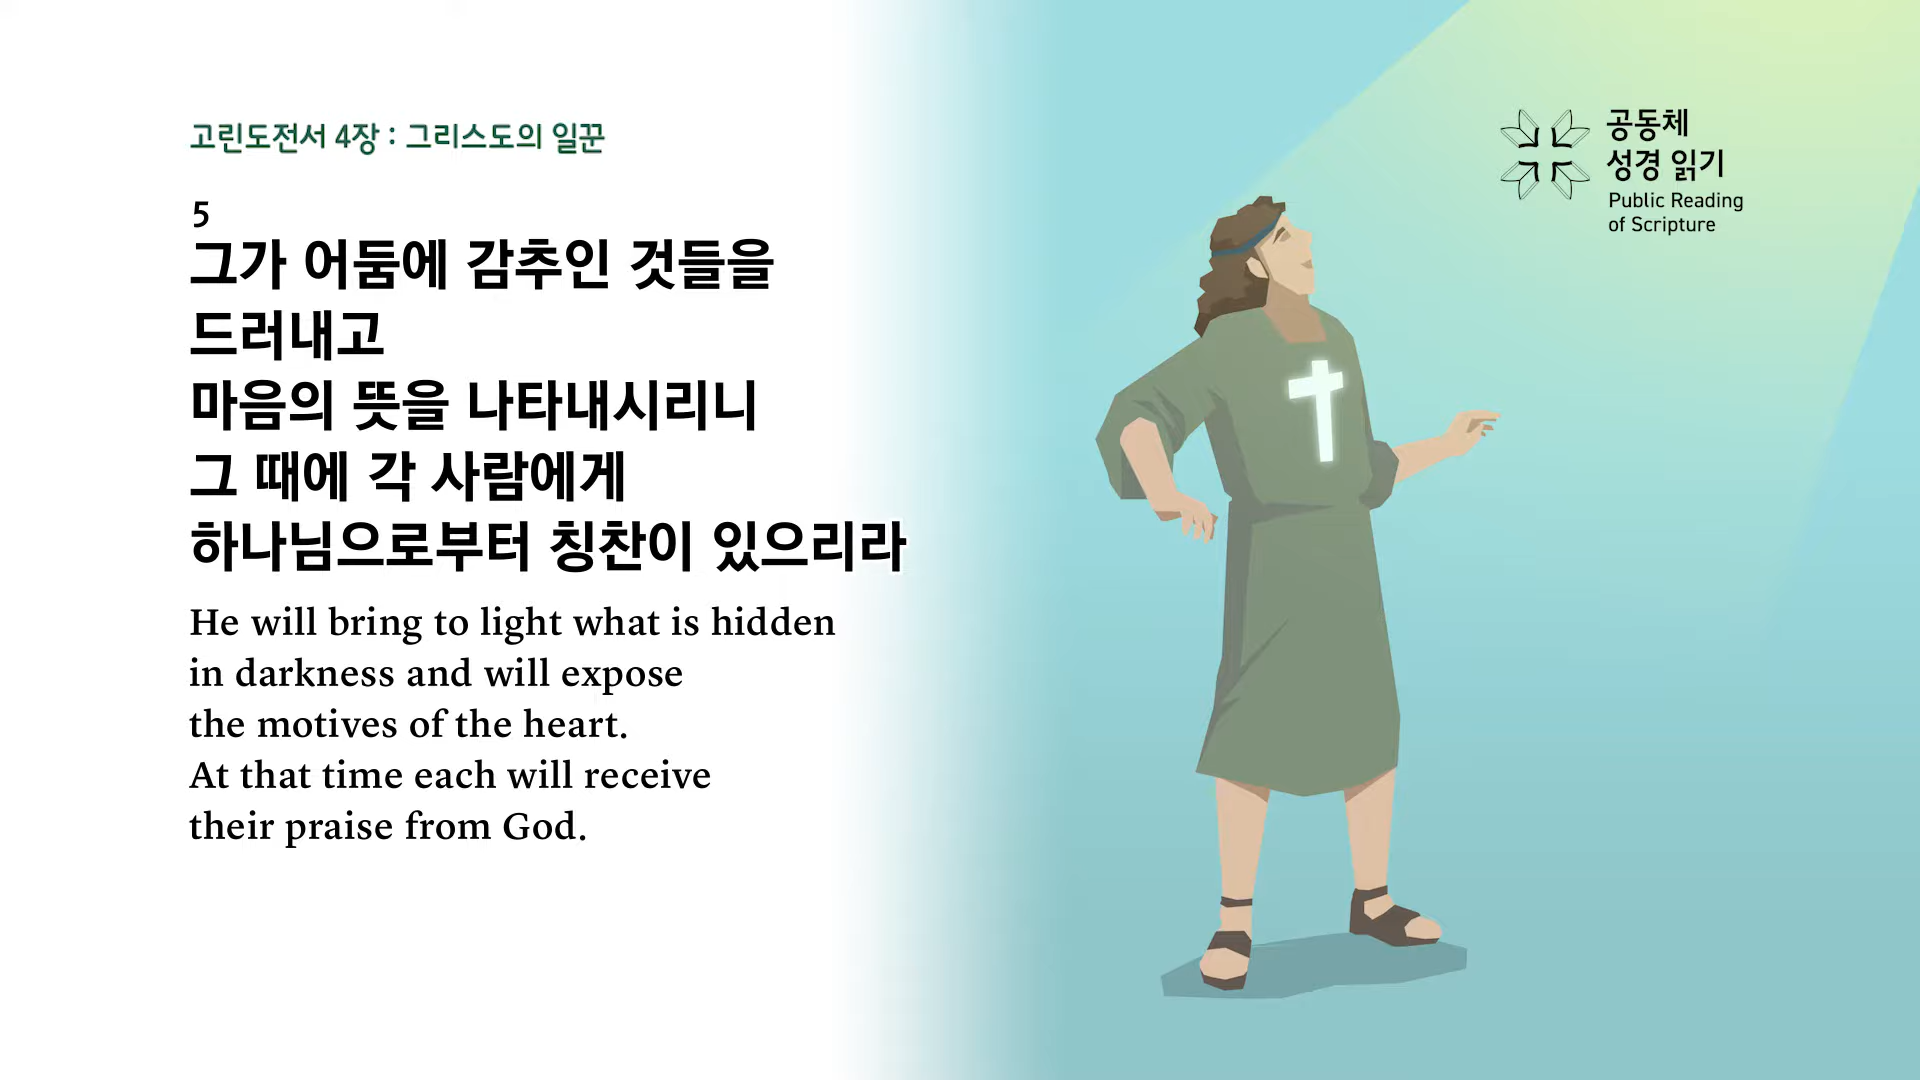 고린도전서 4장 : 그리스도의 일꾼
5
그가 어둠에 감추인 것들을
드러내고
마음의 뜻을 나타내시리니
그 때에 각 사람에게
하나님으로부터 칭찬이 있으리라
He will bring to light what is hidden
in darkness and will expose
the motives of the heart.
At that time each will receive
their praise from God.
공동체
성경 읽기
Public Reading
of Scripture